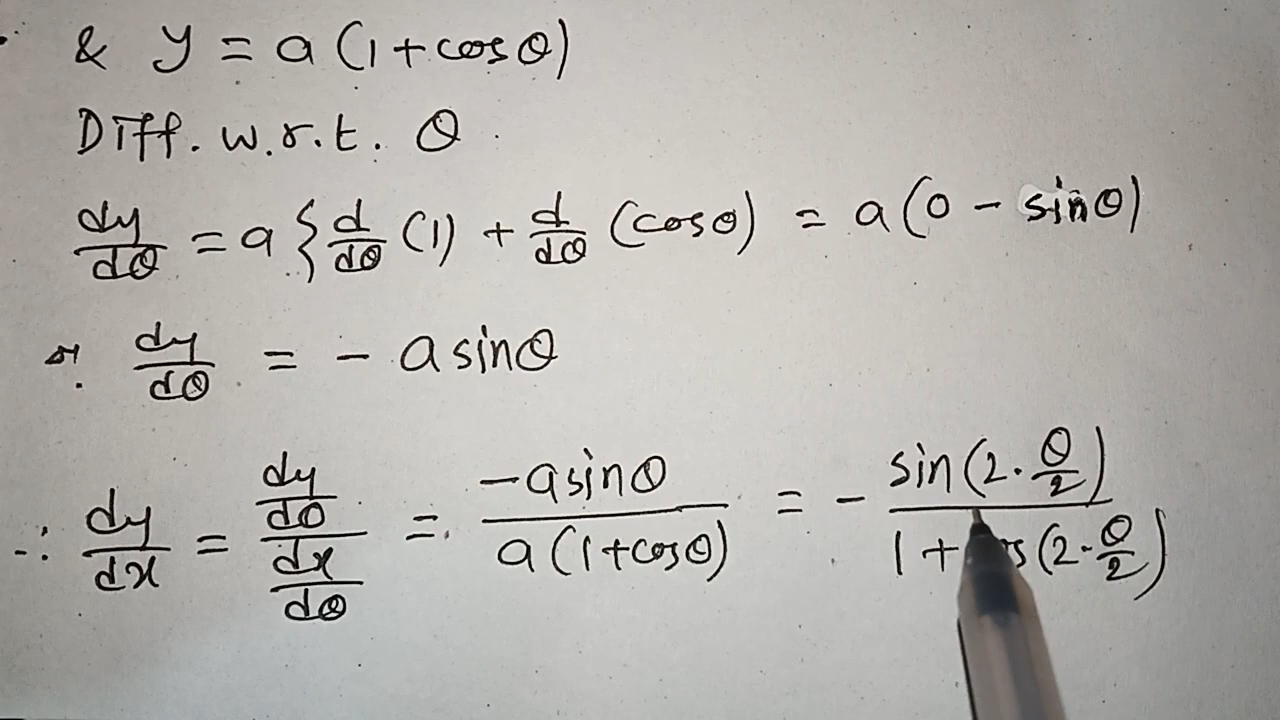 & y = a (1 + cosθ)
Diff. w.r.t. θ
dy/dθ = a { d/dθ (1) + d/dθ (cosθ) = a (0 - sinθ)
or. dy/dθ = - a sinθ
∴ dy/dx = (dy/dθ)/(dx/dθ) = (-a sinθ)/(a (1 + cosθ)) = - (sin(2·θ/2))/(1 + s(2·θ/2))